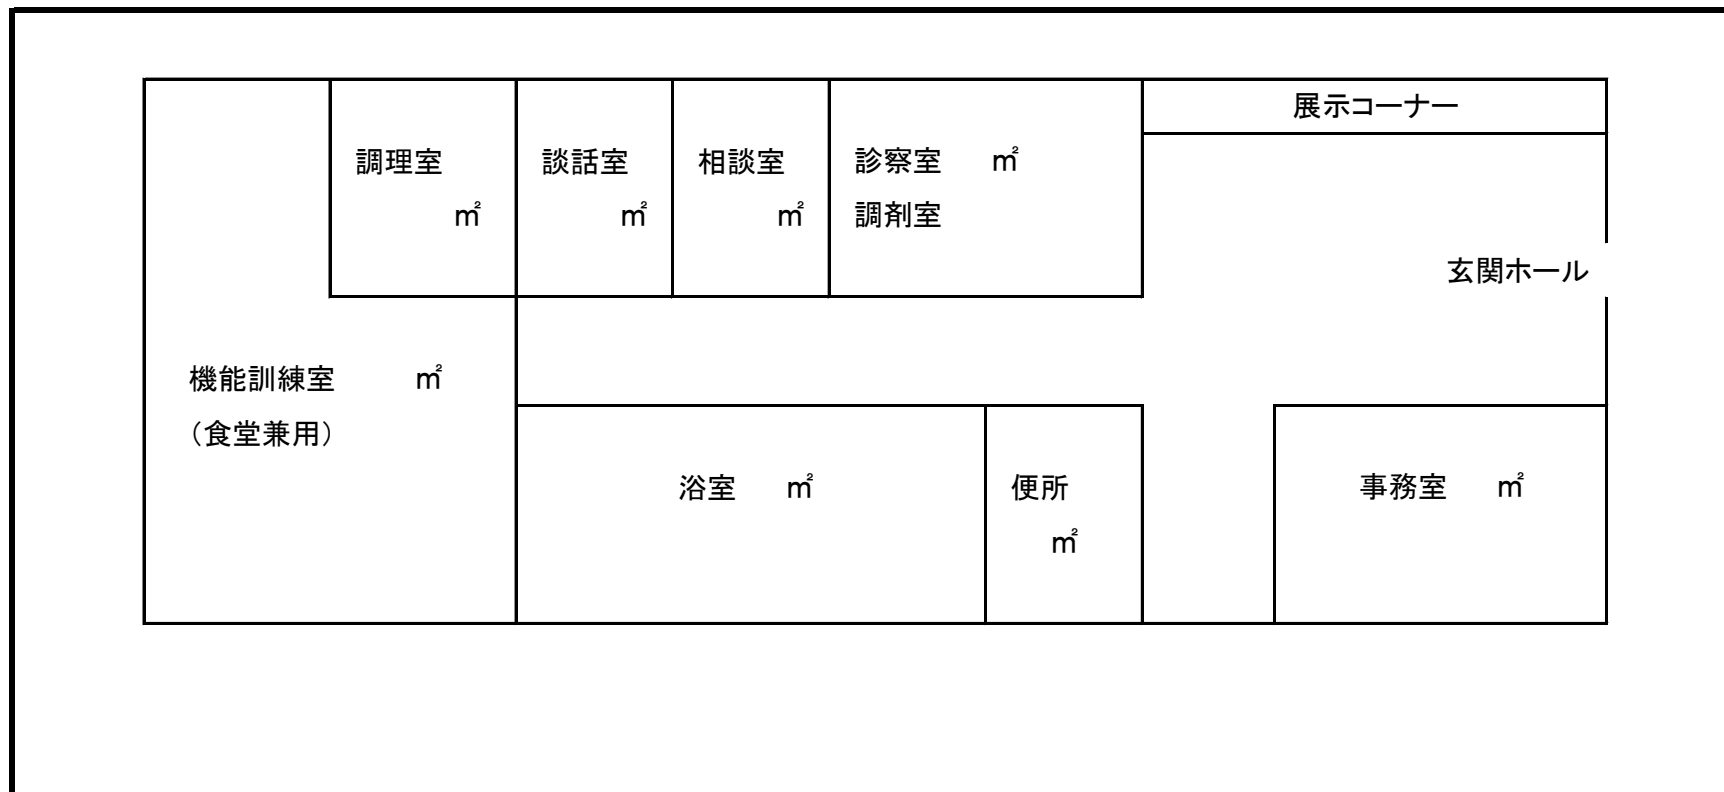 展示コーナー
調理室
㎡
談話室
㎡
相談室
㎡
診察室 ㎡
調剤室
玄関ホール
機能訓練室 ㎡
（食堂兼用）
浴室 ㎡
便所
㎡
事務室 ㎡